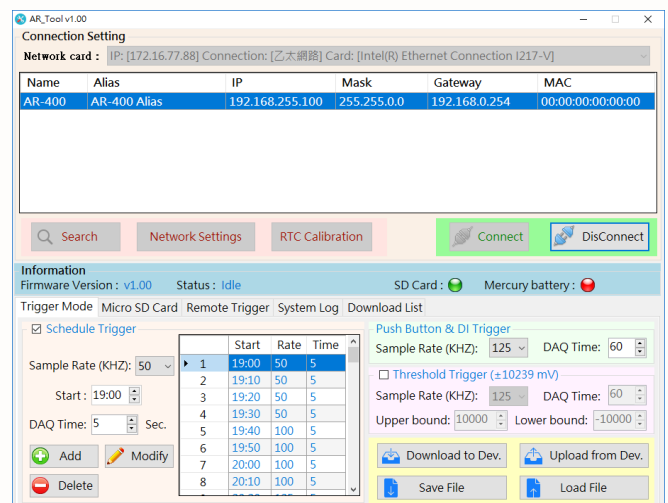 AR_Tool v1.00
Connection Setting
Network card : IP: [172.16.77.88] Connection: [乙太網路] Card: [Intel(R) Ethernet Connection I217-V]
Name Alias IP Mask Gateway MAC
AR-400 AR-400 Alias 192.168.255.100 255.255.0.0 192.168.0.254 00:00:00:00:00:00
Search Network Settings RTC Calibration Connect DisConnect
Information
Firmware Version : v1.00 Status : Idle SD Card : Mercury battery :
Trigger Mode Micro SD Card Remote Trigger System Log Download List
Schedule Trigger
Sample Rate (KHZ): 50
Start : 19:00
DAQ Time: 5 Sec.
Add Modify
Delete
Start Rate Time
1 19:00 50 5
2 19:10 50 5
3 19:20 50 5
4 19:30 50 5
5 19:40 100 5
6 19:50 100 5
7 20:00 100 5
8 20:10 100 5
Push Button & DI Trigger
Sample Rate (KHZ): 125 DAQ Time: 60
Threshold Trigger (±10239 mV)
Sample Rate (KHZ): 125 DAQ Time: 60
Upper bound: 10000 Lower bound: -10000
Download to Dev. Upload from Dev.
Save File Load File